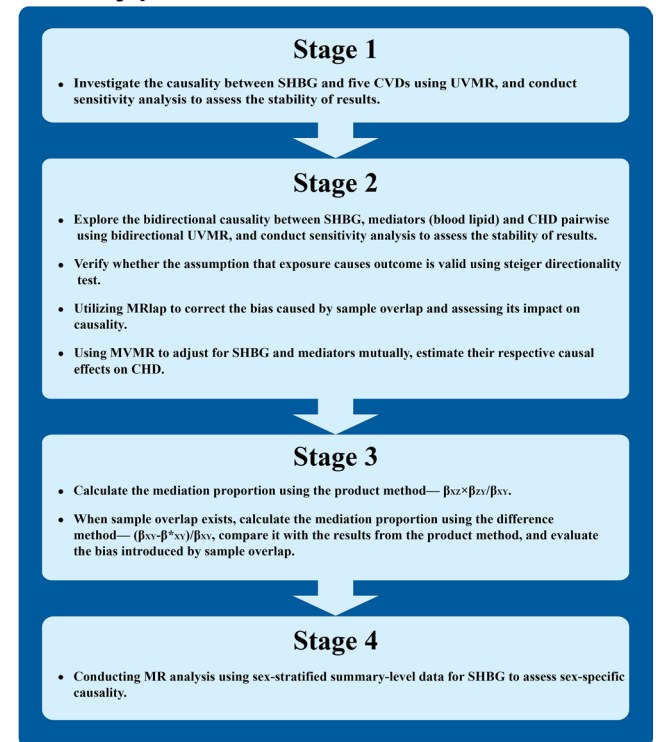 Stage 1
• Investigate the causality between SHBG and five CVDs using UVMR, and conduct
sensitivity analysis to assess the stability of results.
Stage 2
• Explore the bidirectional causality between SHBG, mediators (blood lipid) and CHD pairwise
using bidirectional UVMR, and conduct sensitivity analysis to assess the stability of results.
• Verify whether the assumption that exposure causes outcome is valid using steiger directionality
test.
• Utilizing MRlap to correct the bias caused by sample overlap and assessing its impact on
causality.
• Using MVMR to adjust for SHBG and mediators mutually, estimate their respective causal
effects on CHD.
Stage 3
• Calculate the mediation proportion using the product method— βXZ×βZY/βXY.
• When sample overlap exists, calculate the mediation proportion using the difference
method— (βXY-β*XY)/βXY, compare it with the results from the product method, and evaluate
the bias introduced by sample overlap.
Stage 4
• Conducting MR analysis using sex-stratified summary-level data for SHBG to assess sex-specific
causality.